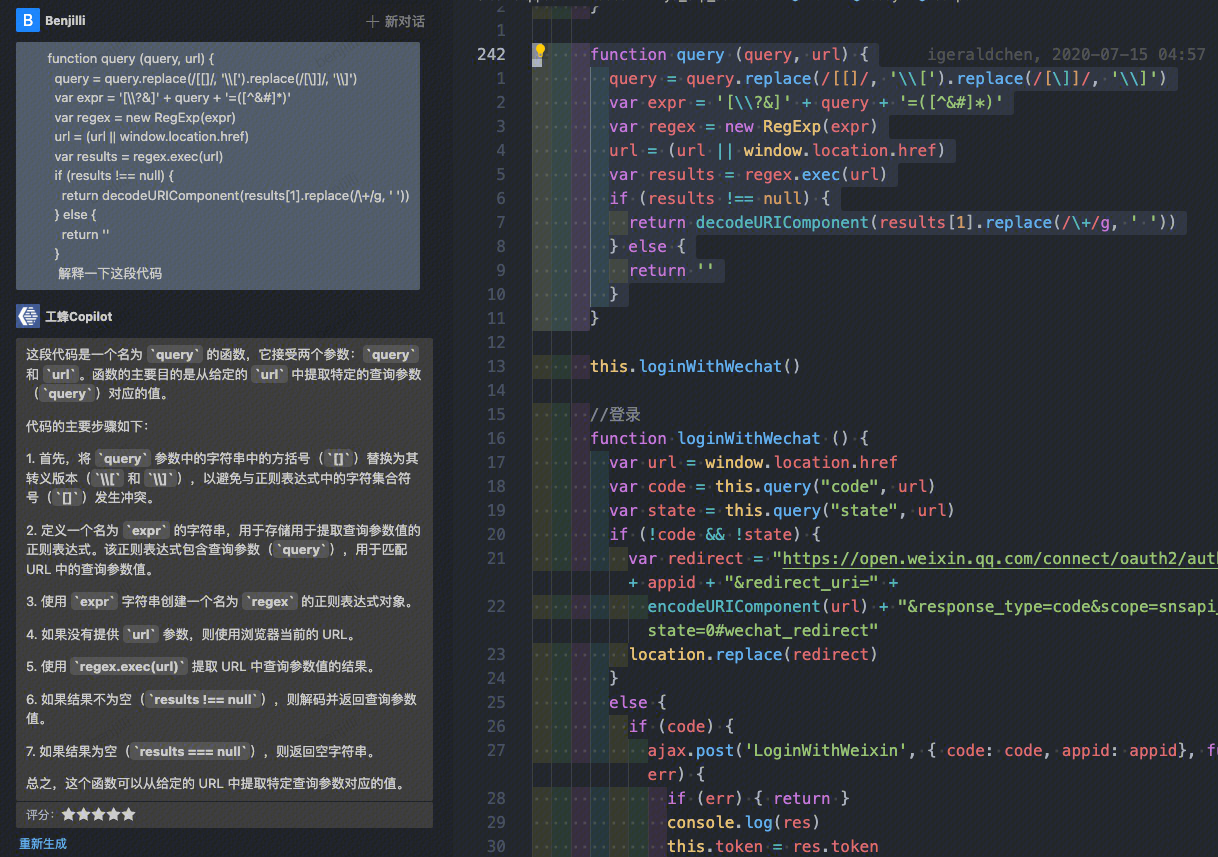 B Benjilli
＋ 新对话
function query (query, url) {
query = query.replace(/[[]/, '\\[').replace(/[\]]/, '\\]')
var expr = '[\\?&]' + query + '=([^&#]*)'
var regex = new RegExp(expr)
url = (url || window.location.href)
var results = regex.exec(url)
if (results !== null) {
return decodeURIComponent(results[1].replace(/\+/g, ' '))
} else {
return ''
}
解释一下这段代码
工蜂Copilot
这段代码是一个名为 `query` 的函数，它接受两个参数：`query`
和 `url`。函数的主要目的是从给定的 `url` 中提取特定的查询参数
（`query`）对应的值。
代码的主要步骤如下：
1. 首先，将 `query` 参数中的字符串中的方括号（`[]`）替换为其
转义版本（`\\[` 和 `\\]`），以避免与正则表达式中的字符集合符
号（`[]`）发生冲突。
2. 定义一个名为 `expr` 的字符串，用于存储用于提取查询参数值的
正则表达式。该正则表达式包含查询参数（`query`），用于匹配
URL 中的查询参数值。
3. 使用 `expr` 字符串创建一个名为 `regex` 的正则表达式对象。
4. 如果没有提供 `url` 参数，则使用浏览器当前的 URL。
5. 使用 `regex.exec(url)` 提取 URL 中查询参数值的结果。
6. 如果结果不为空（`results !== null`），则解码并返回查询参数
值。
7. 如果结果为空（`results === null`），则返回空字符串。
总之，这个函数可以从给定的 URL 中提取特定查询参数对应的值。
评分：★★★★★
重新生成
2 }
1
242 function query (query, url) { igeraldchen, 2020-07-15 04:57
1 query = query.replace(/[[]/, '\\[').replace(/[\]]/, '\\]')
2 var expr = '[\\?&]' + query + '=([^&#]*)'
3 var regex = new RegExp(expr)
4 url = (url || window.location.href)
5 var results = regex.exec(url)
6 if (results !== null) {
7 return decodeURIComponent(results[1].replace(/\+/g, ' '))
8 } else {
9 return ''
10 }
11 }
12
13 this.loginWithWechat()
14
15 //登录
16 function loginWithWechat () {
17 var url = window.location.href
18 var code = this.query("code", url)
19 var state = this.query("state", url)
20 if (!code && !state) {
21 var redirect = "https://open.weixin.qq.com/connect/oauth2/aut
+ appid + "&redirect_uri=" +
22 encodeURIComponent(url) + "&response_type=code&scope=snsapi_
state=0#wechat_redirect"
23 location.replace(redirect)
24 }
25 else {
26 if (code) {
27 ajax.post('LoginWithWeixin', { code: code, appid: appid}, f
err) {
28 if (err) { return }
29 console.log(res)
30 this.token = res.token